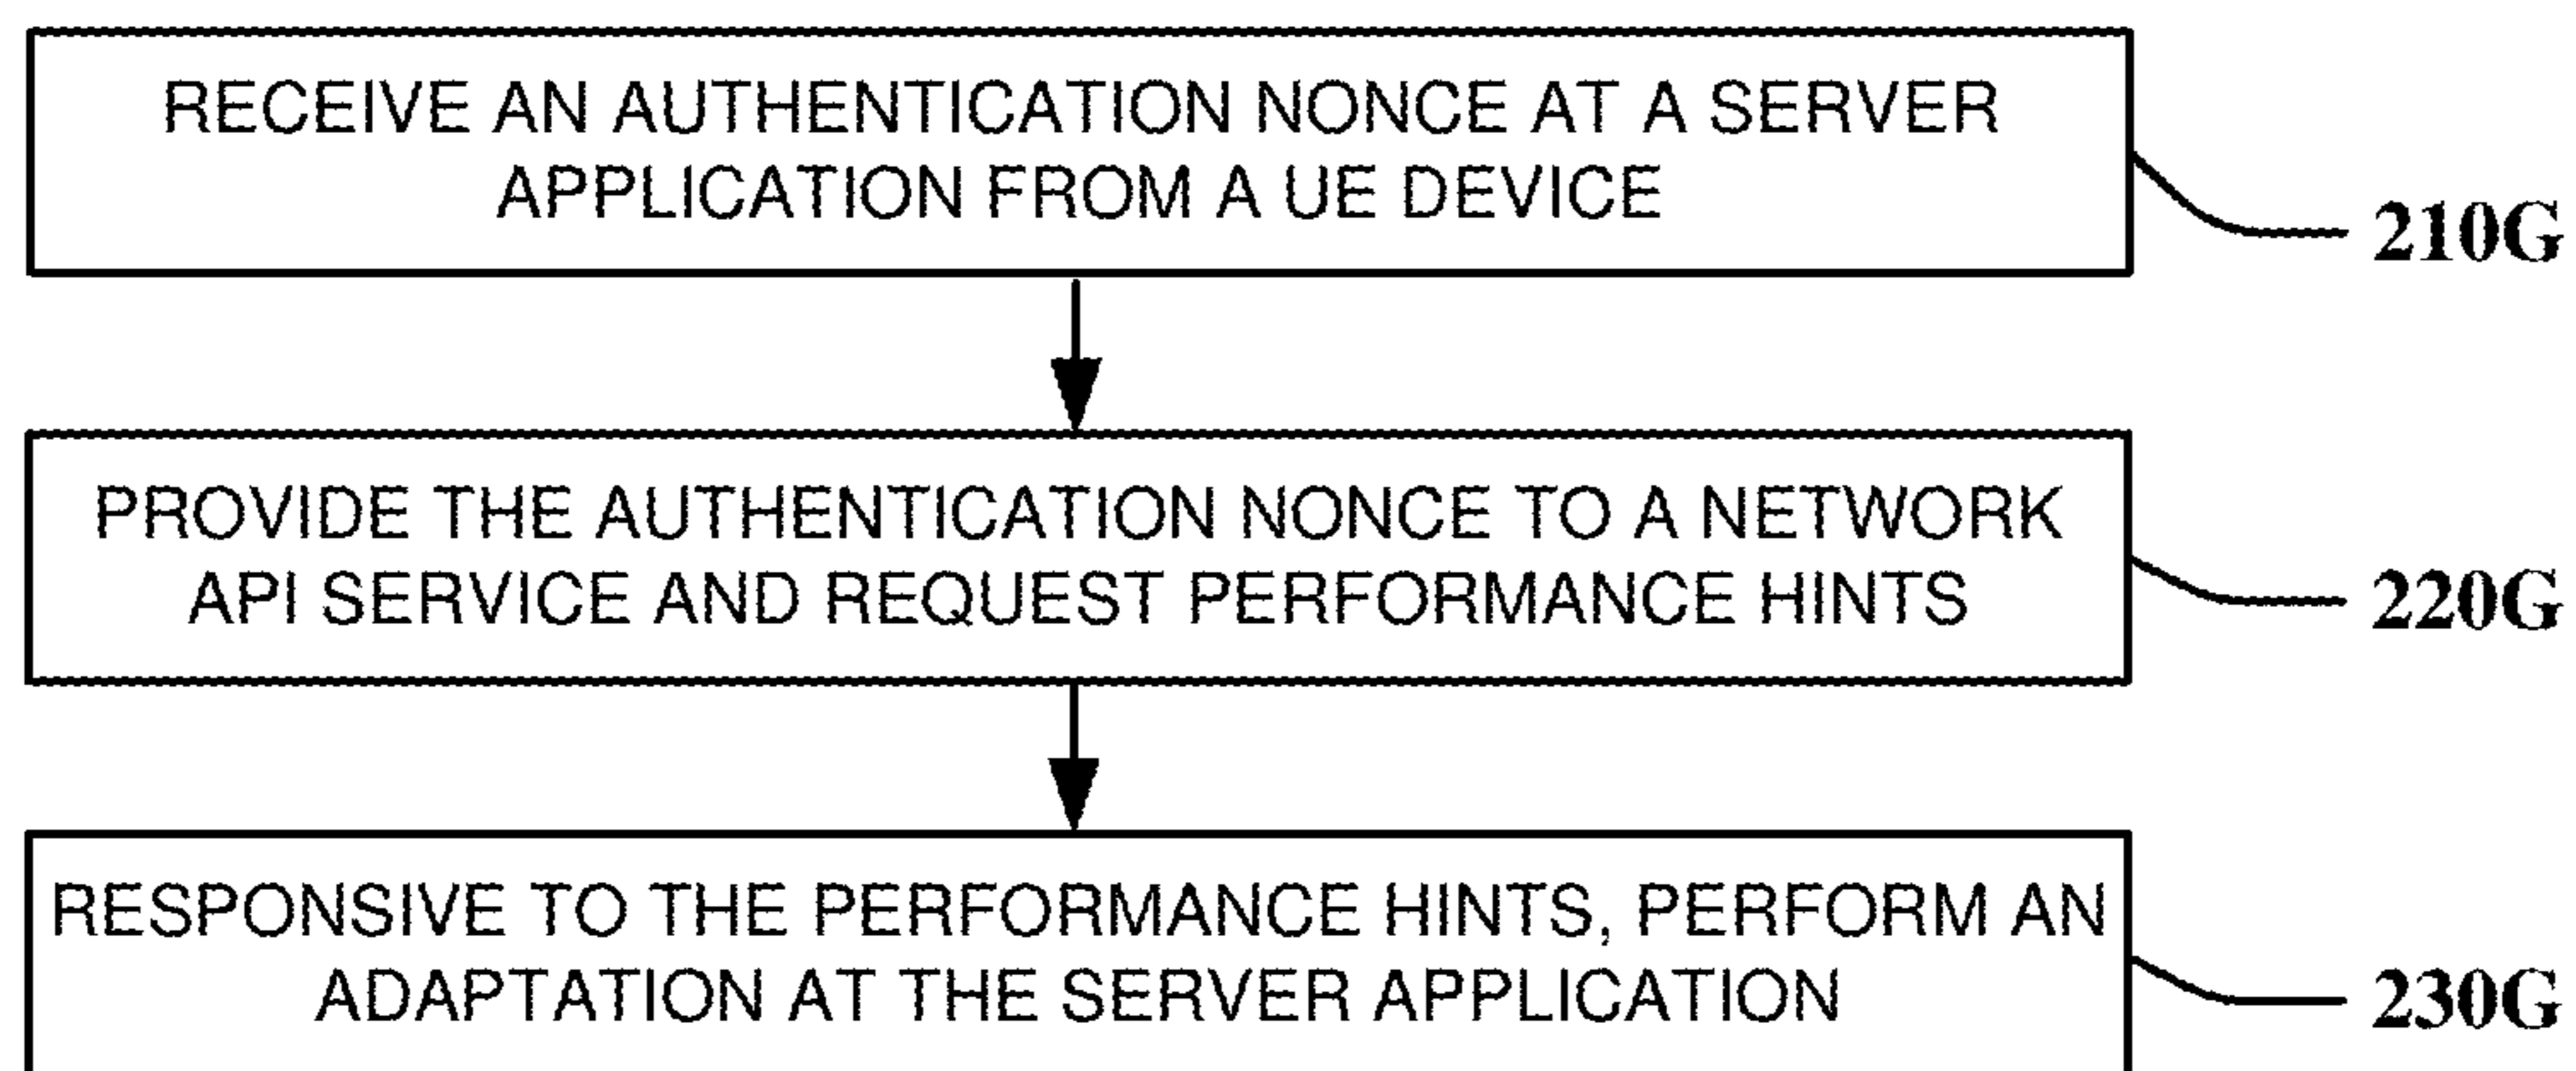 RECEIVE AN AUTHENTICATION NONCE AT A SERVER
APPLICATION FROM A UE DEVICE
210G
PROVIDE THE AUTHENTICATION NONCE TO A NETWORK
API SERVICE AND REQUEST PERFORMANCE HINTS
220G
RESPONSIVE TO THE PERFORMANCE HINTS, PERFORM AN
ADAPTATION AT THE SERVER APPLICATION
230G